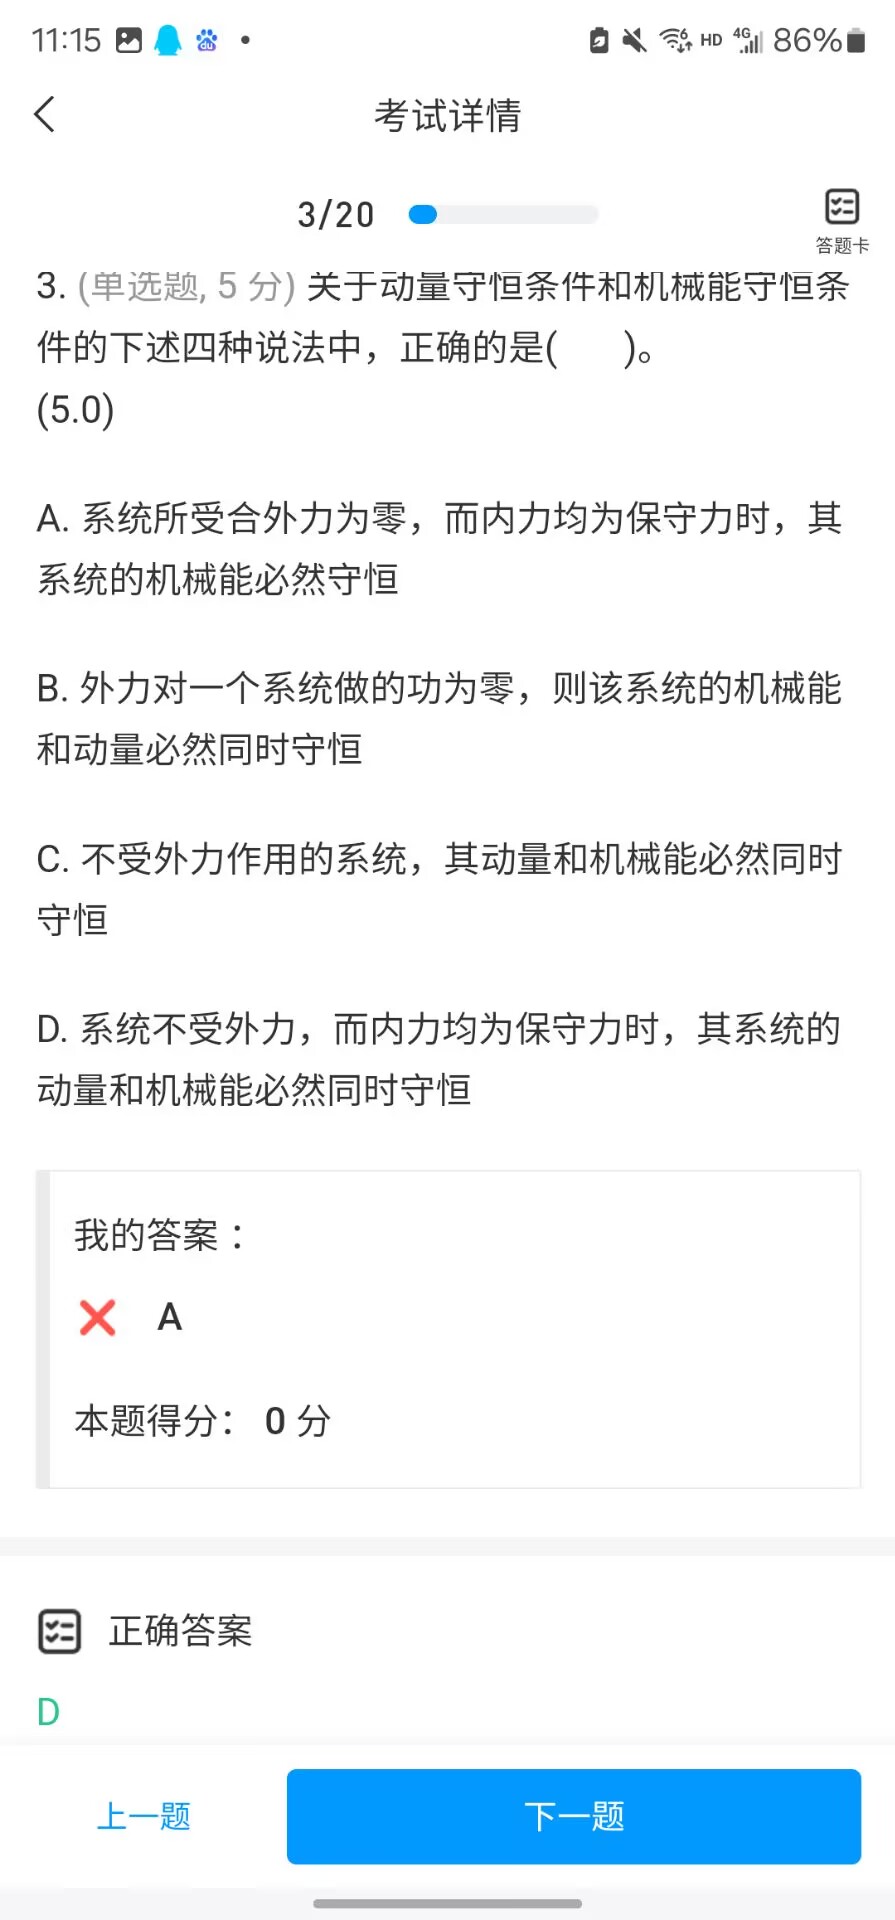 11:15 du HD 4G 86%
考试详情
3/20
答题卡
3. (单选题, 5 分) 关于动量守恒条件和机械能守恒条
件的下述四种说法中，正确的是(　　)。
(5.0)
A. 系统所受合外力为零，而内力均为保守力时，其
系统的机械能必然守恒
B. 外力对一个系统做的功为零，则该系统的机械能
和动量必然同时守恒
C. 不受外力作用的系统，其动量和机械能必然同时
守恒
D. 系统不受外力，而内力均为保守力时，其系统的
动量和机械能必然同时守恒
我的答案：
A
本题得分： 0 分
正确答案
D
上一题 下一题